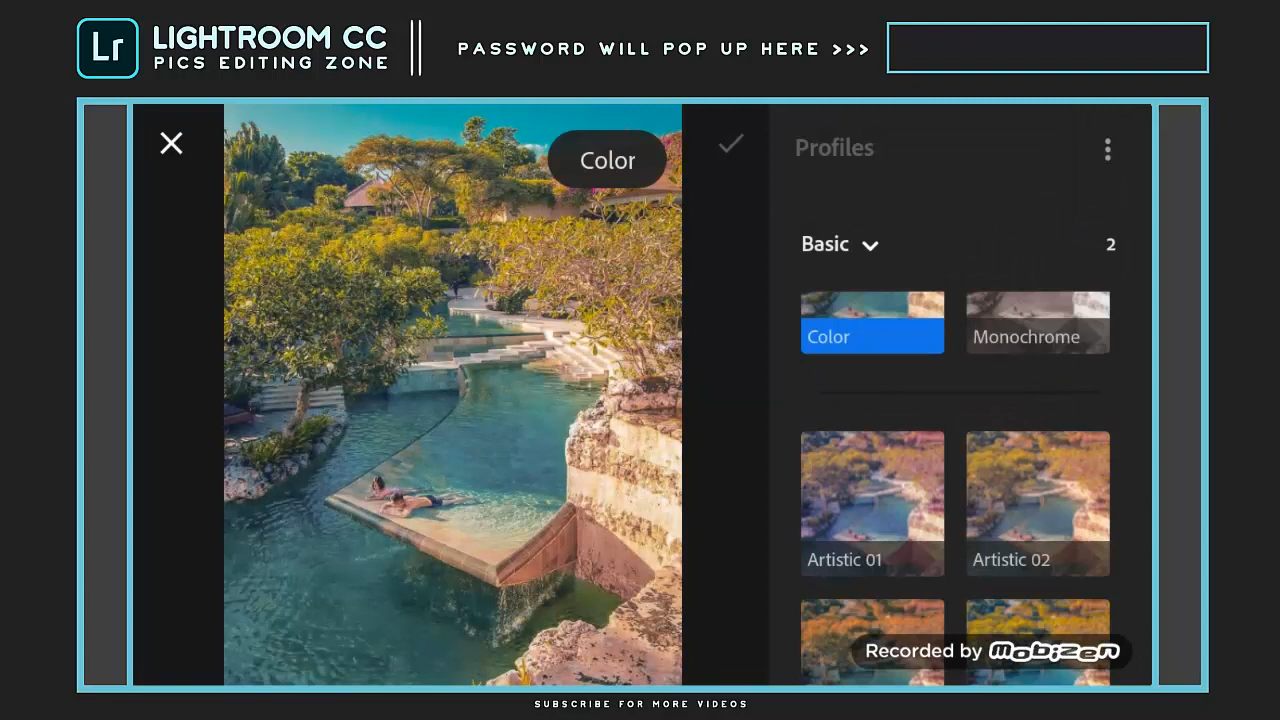 Lr
LIGHTROOM CC
PICS EDITING ZONE
PASSWORD WILL POP UP HERE >>>
Color
Profiles
Basic
2
Color
Monochrome
Artistic 01
Artistic 02
Recorded by mobizen
SUBSCRIBE FOR MORE VIDEOS